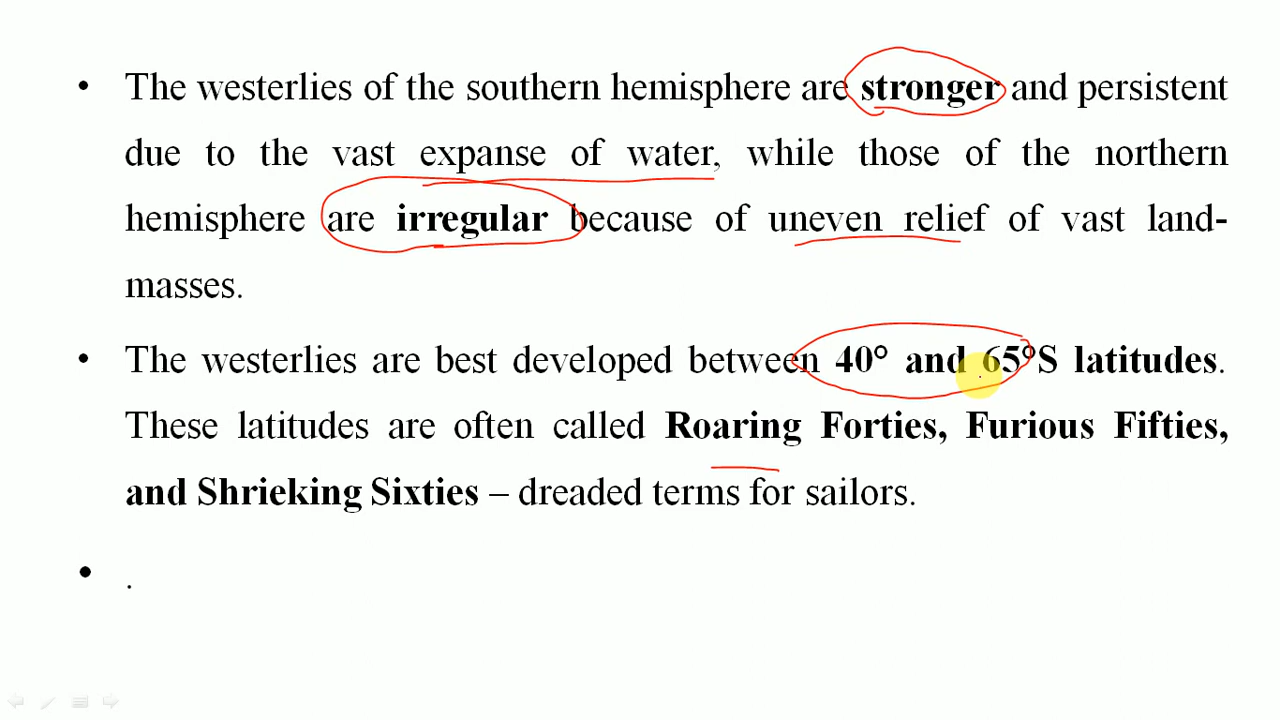 • The westerlies of the southern hemisphere are stronger and persistent
due to the vast expanse of water, while those of the northern
hemisphere are irregular because of uneven relief of vast land-
masses.
• The westerlies are best developed between 40° and 65°S latitudes.
These latitudes are often called Roaring Forties, Furious Fifties,
and Shrieking Sixties – dreaded terms for sailors.
• .